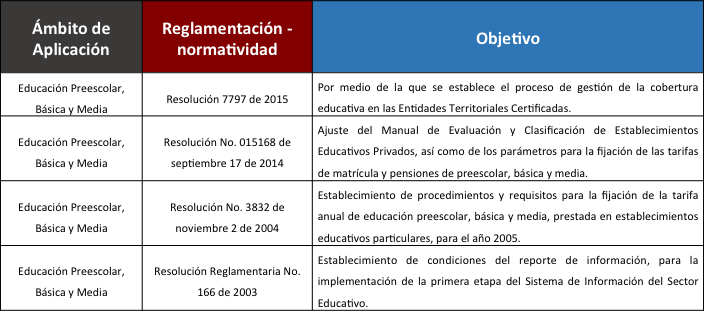 Ámbito de
Aplicación
Reglamentación -
normatividad
Objetivo
Educación Preescolar,
Básica y Media
Resolución 7797 de 2015
Por medio de la que se establece el proceso de gestión de la cobertura
educativa en las Entidades Territoriales Certificadas.
Educación Preescolar,
Básica y Media
Resolución No. 015168 de
septiembre 17 de 2014
Ajuste del Manual de Evaluación y Clasificación de Establecimientos
Educativos Privados, así como de los parámetros para la fijación de las tarifas
de matrícula y pensiones de preescolar, básica y media.
Educación Preescolar,
Básica y Media
Resolución No. 3832 de
noviembre 2 de 2004
Establecimiento de procedimientos y requisitos para la fijación de la tarifa
anual de educación preescolar, básica y media, prestada en establecimientos
educativos particulares, para el año 2005.
Educación Preescolar,
Básica y Media
Resolución Reglamentaria No.
166 de 2003
Establecimiento de condiciones del reporte de información, para la
implementación de la primera etapa del Sistema de Información del Sector
Educativo.